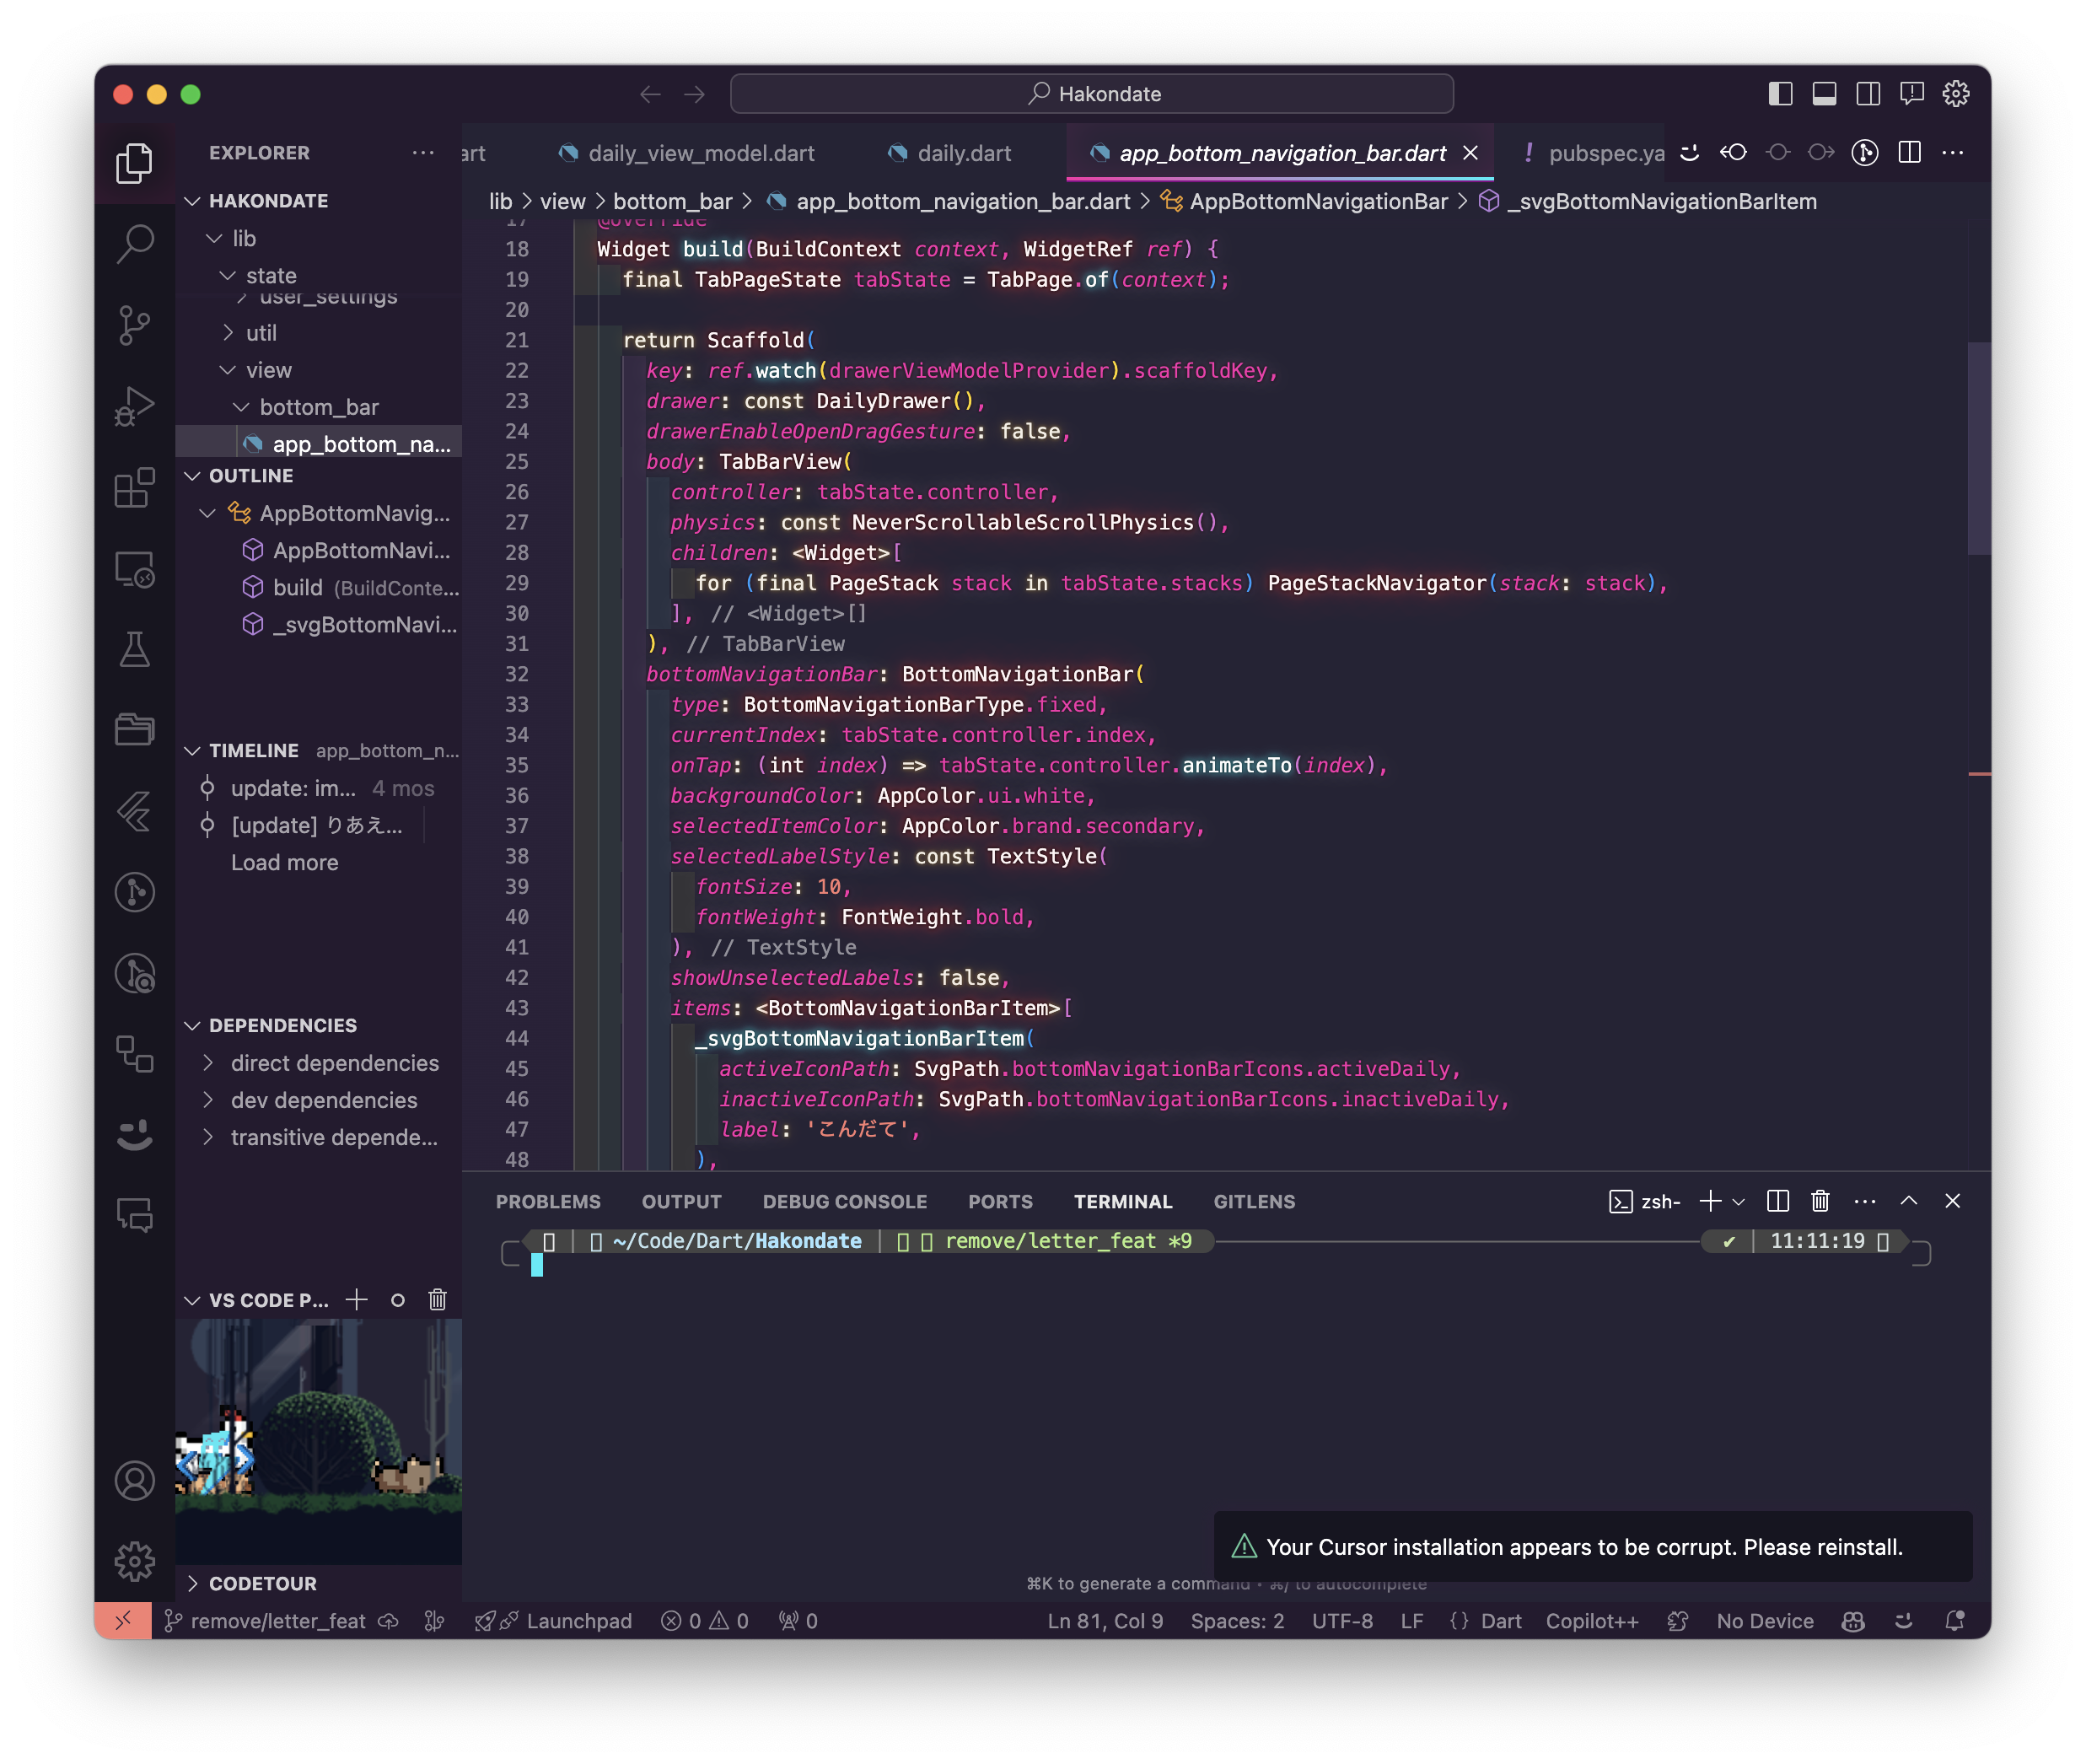 Hakondate
EXPLORER
HAKONDATE
lib
state
user_settings
util
view
bottom_bar
app_bottom_na...
OUTLINE
AppBottomNavig...
AppBottomNavi...
build (BuildConte...
_svgBottomNavi...
TIMELINE app_bottom_n...
update: im... 4 mos
[update] りあえ...
Load more
DEPENDENCIES
direct dependencies
dev dependencies
transitive depende...
VS CODE P...
CODETOUR
art
daily_view_model.dart
daily.dart
app_bottom_navigation_bar.dart
! pubspec.ya
lib > view > bottom_bar > app_bottom_navigation_bar.dart > AppBottomNavigationBar > _svgBottomNavigationBarItem
17 @override
18 Widget build(BuildContext context, WidgetRef ref) {
19 final TabPageState tabState = TabPage.of(context);
20
21 return Scaffold(
22 key: ref.watch(drawerViewModelProvider).scaffoldKey,
23 drawer: const DailyDrawer(),
24 drawerEnableOpenDragGesture: false,
25 body: TabBarView(
26 controller: tabState.controller,
27 physics: const NeverScrollableScrollPhysics(),
28 children: <Widget>[
29 for (final PageStack stack in tabState.stacks) PageStackNavigator(stack: stack),
30 ], // <Widget>[]
31 ), // TabBarView
32 bottomNavigationBar: BottomNavigationBar(
33 type: BottomNavigationBarType.fixed,
34 currentIndex: tabState.controller.index,
35 onTap: (int index) => tabState.controller.animateTo(index),
36 backgroundColor: AppColor.ui.white,
37 selectedItemColor: AppColor.brand.secondary,
38 selectedLabelStyle: const TextStyle(
39 fontSize: 10,
40 fontWeight: FontWeight.bold,
41 ), // TextStyle
42 showUnselectedLabels: false,
43 items: <BottomNavigationBarItem>[
44 _svgBottomNavigationBarItem(
45 activeIconPath: SvgPath.bottomNavigationBarIcons.activeDaily,
46 inactiveIconPath: SvgPath.bottomNavigationBarIcons.inactiveDaily,
47 label: 'こんだて',
48 ),
PROBLEMS OUTPUT DEBUG CONSOLE PORTS TERMINAL GITLENS zsh-
~/Code/Dart/Hakondate remove/letter_feat *9 ✔ 11:11:19
Your Cursor installation appears to be corrupt. Please reinstall.
⌘K to generate a command · ⌘/ to autocomplete
remove/letter_feat Launchpad 0 0 0 Ln 81, Col 9 Spaces: 2 UTF-8 LF {} Dart Copilot++ No Device